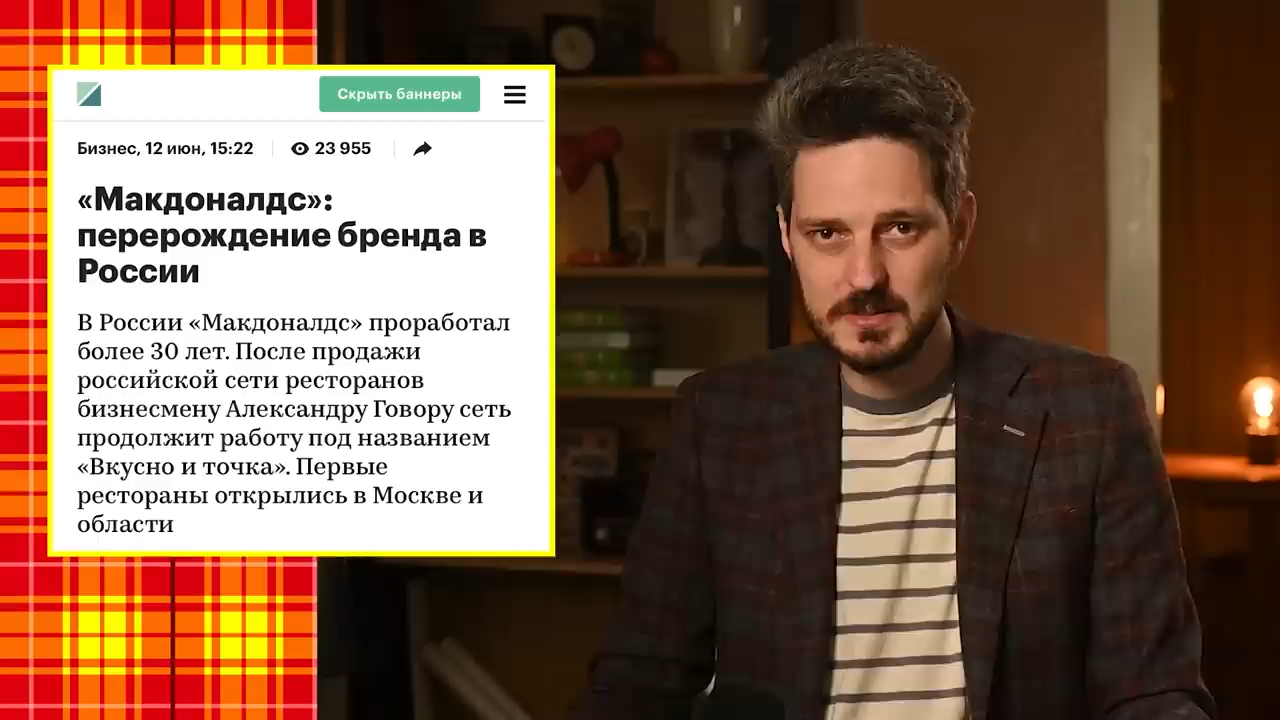 Скрыть баннеры
Бизнес, 12 июн, 15:22 23 955
«Макдоналдс»:
перерождение бренда в
России
В России «Макдоналдс» проработал
более 30 лет. После продажи
российской сети ресторанов
бизнесмену Александру Говору сеть
продолжит работу под названием
«Вкусно и точка». Первые
рестораны открылись в Москве и
области